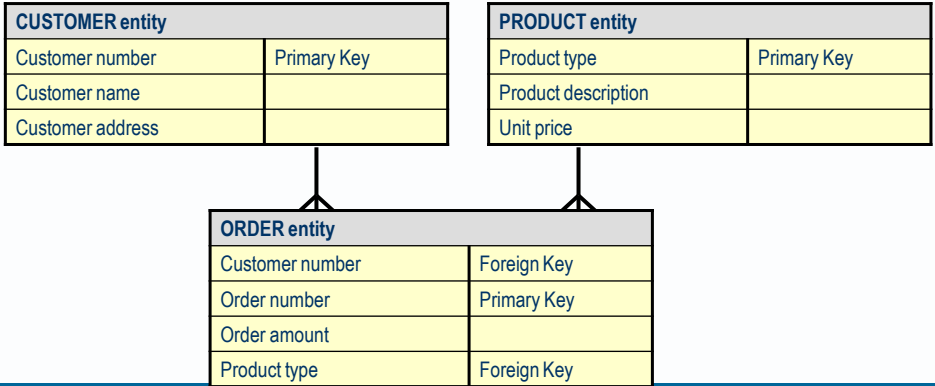 CUSTOMER entity
Customer number Primary Key
Customer name
Customer address
PRODUCT entity
Product type Primary Key
Product description
Unit price
ORDER entity
Customer number Foreign Key
Order number Primary Key
Order amount
Product type Foreign Key